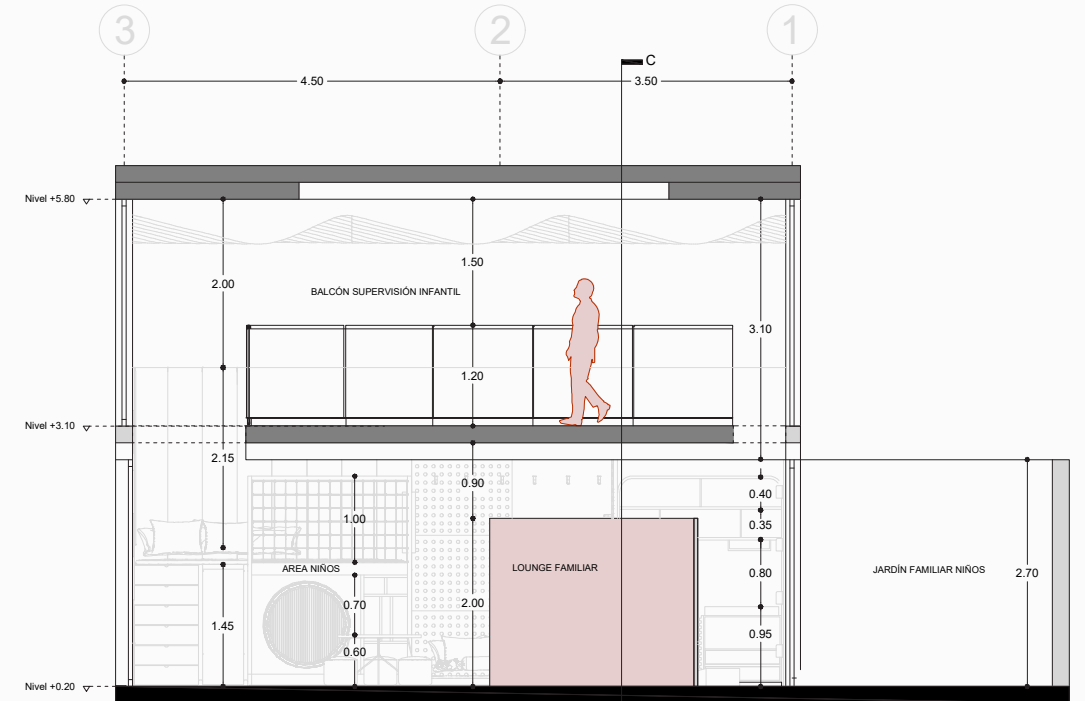 3
2
1
C
4.50
3.50
Nivel +5.80
2.00
1.50
BALCÓN SUPERVISIÓN INFANTIL
3.10
1.20
Nivel +3.10
2.15
0.90
0.40
1.00
0.35
AREA NIÑOS
LOUNGE FAMILIAR
0.80
JARDÍN FAMILIAR NIÑOS
2.70
0.70
2.00
1.45
0.95
0.60
Nivel +0.20